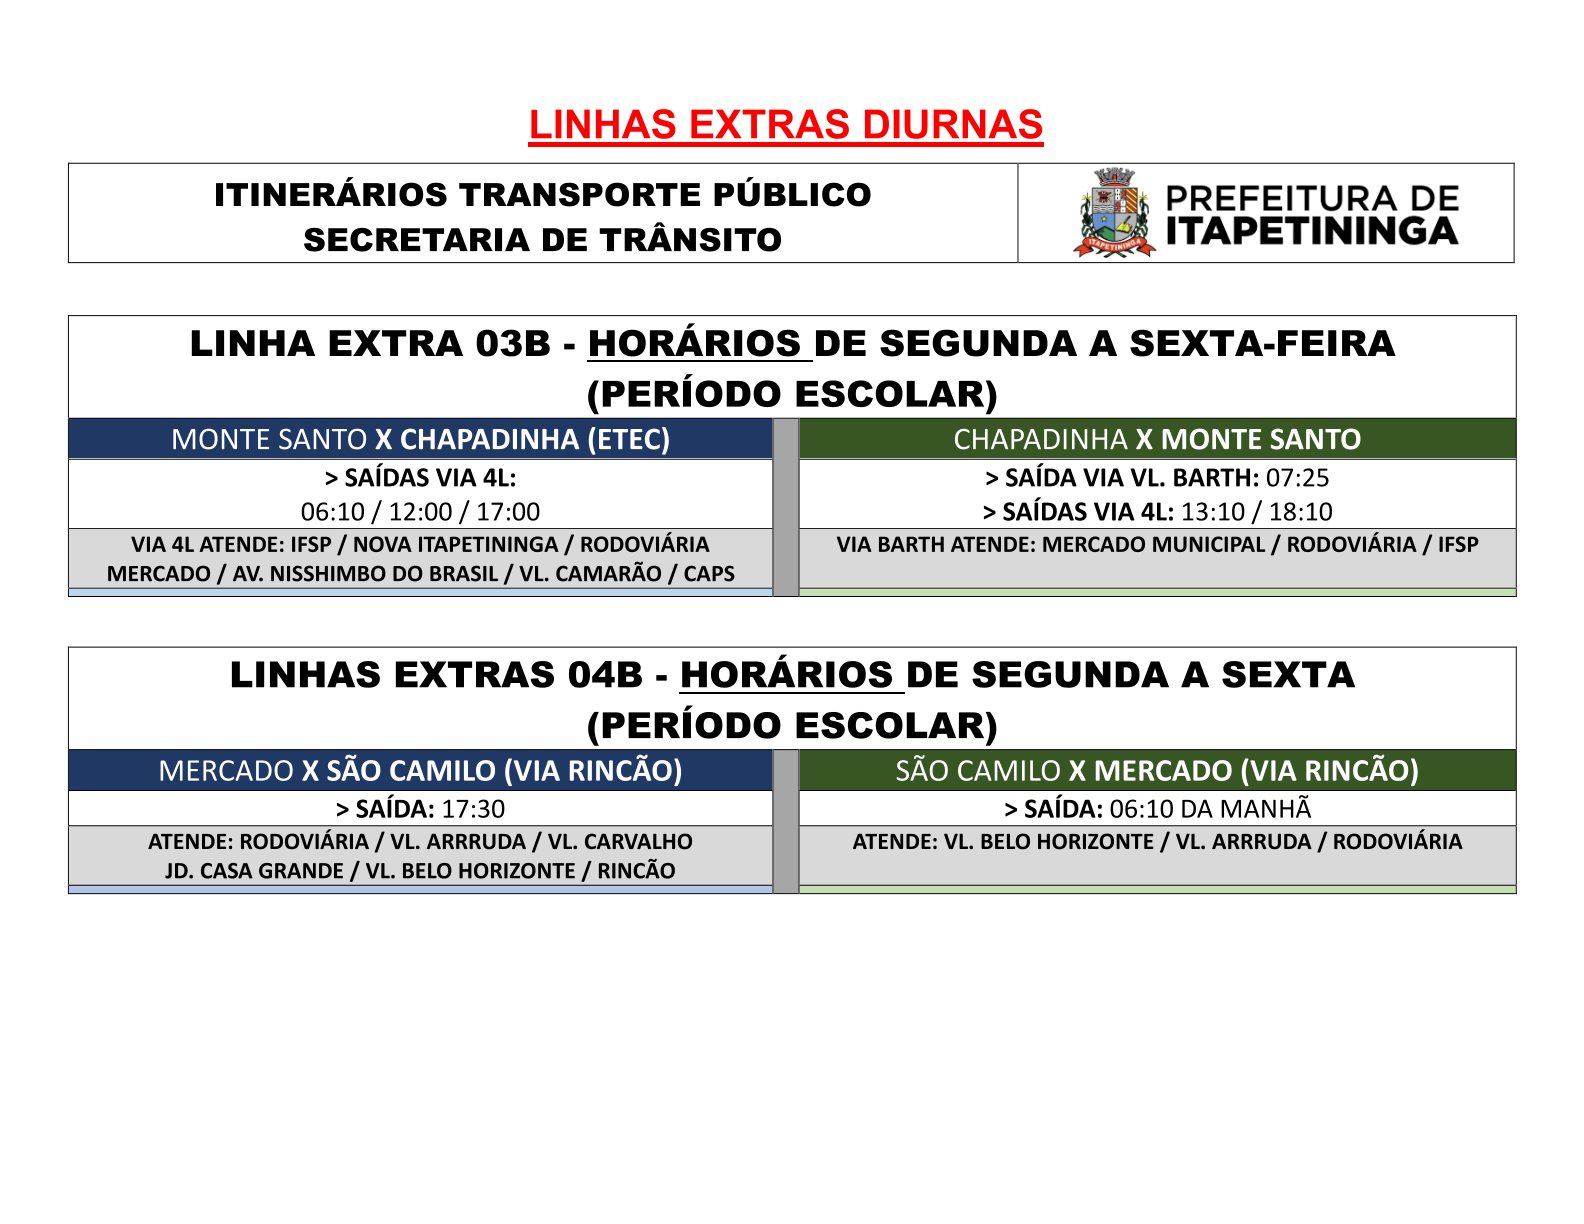 LINHAS EXTRAS DIURNAS
ITINERÁRIOS TRANSPORTE PÚBLICO
SECRETARIA DE TRÂNSITO
ITAPETININGA
PREFEITURA DE
ITAPETININGA
LINHA EXTRA 03B - HORÁRIOS DE SEGUNDA A SEXTA-FEIRA
(PERÍODO ESCOLAR)
MONTE SANTO X CHAPADINHA (ETEC)
> SAÍDAS VIA 4L:
06:10 / 12:00 / 17:00
VIA 4L ATENDE: IFSP / NOVA ITAPETININGA / RODOVIÁRIA
MERCADO / AV. NISSHIMBO DO BRASIL / VL. CAMARÃO / CAPS
CHAPADINHA X MONTE SANTO
> SAÍDA VIA VL. BARTH: 07:25
> SAÍDAS VIA 4L: 13:10 / 18:10
VIA BARTH ATENDE: MERCADO MUNICIPAL / RODOVIÁRIA / IFSP
LINHAS EXTRAS 04B - HORÁRIOS DE SEGUNDA A SEXTA
(PERÍODO ESCOLAR)
MERCADO X SÃO CAMILO (VIA RINCÃO)
> SAÍDA: 17:30
ATENDE: RODOVIÁRIA / VL. ARRRUDA / VL. CARVALHO
JD. CASA GRANDE / VL. BELO HORIZONTE / RINCÃO
SÃO CAMILO X MERCADO (VIA RINCÃO)
> SAÍDA: 06:10 DA MANHÃ
ATENDE: VL. BELO HORIZONTE / VL. ARRRUDA / RODOVIÁRIA